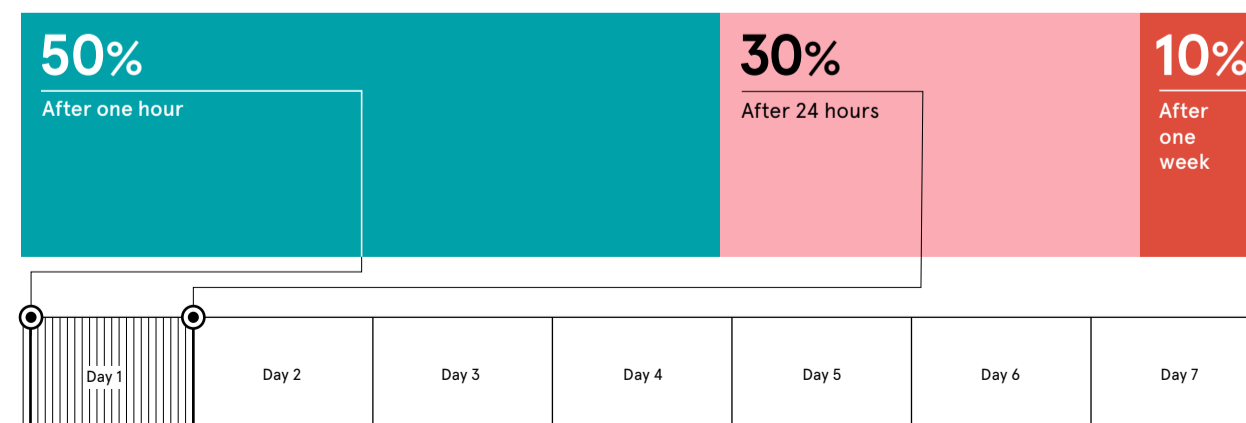 50%
After one hour
30%
After 24 hours
10%
After
one
week
Day 1
Day 2
Day 3
Day 4
Day 5
Day 6
Day 7